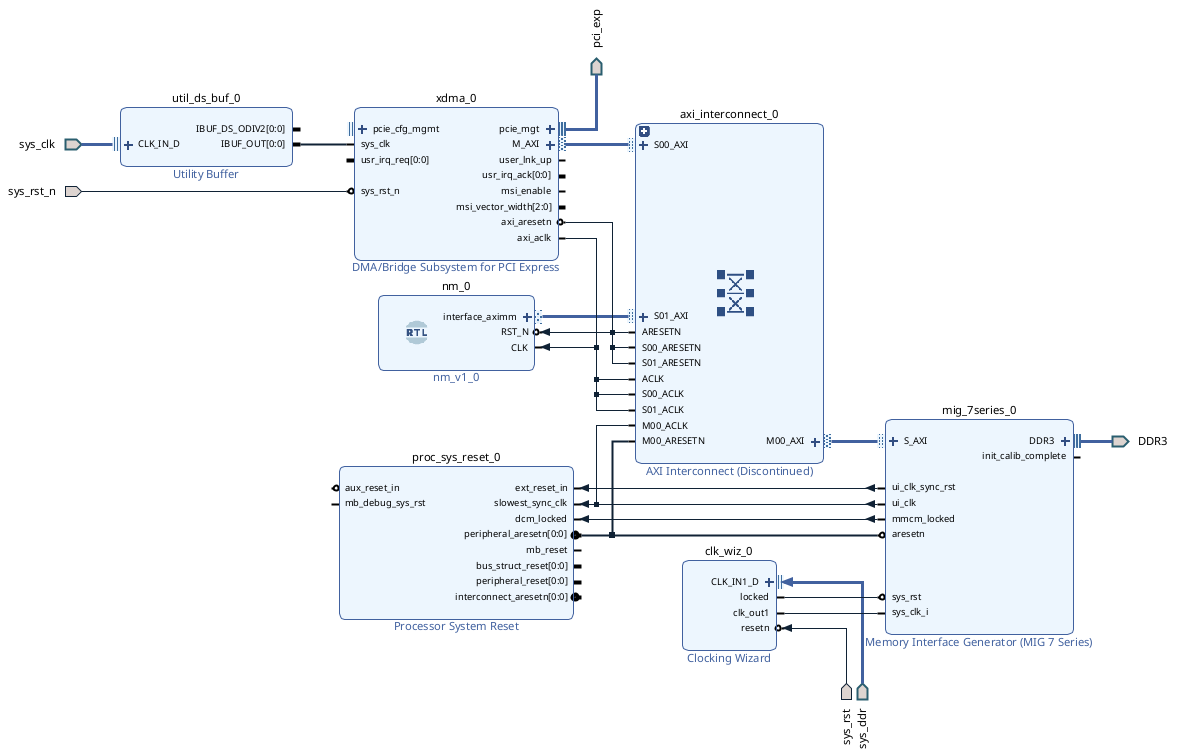 pci_exp
util_ds_buf_0
sys_clk
CLK_IN_D
IBUF_DS_ODIV2[0:0]
IBUF_OUT[0:0]
Utility Buffer
sys_rst_n
xdma_0
pcie_cfg_mgmt
sys_clk
usr_irq_req[0:0]
sys_rst_n
pcie_mgt
M_AXI
user_lnk_up
usr_irq_ack[0:0]
msi_enable
msi_vector_width[2:0]
axi_aresetn
axi_aclk
DMA/Bridge Subsystem for PCI Express
nm_0
RTL
interface_aximm
RST_N
CLK
nm_v1_0
axi_interconnect_0
S00_AXI
S01_AXI
ARESETN
S00_ARESETN
S01_ARESETN
ACLK
S00_ACLK
S01_ACLK
M00_ACLK
M00_ARESETN
M00_AXI
AXI Interconnect (Discontinued)
mig_7series_0
S_AXI
ui_clk_sync_rst
ui_clk
mmcm_locked
aresetn
sys_rst
sys_clk_i
DDR3
init_calib_complete
Memory Interface Generator (MIG 7 Series)
DDR3
proc_sys_reset_0
aux_reset_in
mb_debug_sys_rst
ext_reset_in
slowest_sync_clk
dcm_locked
peripheral_aresetn[0:0]
mb_reset
bus_struct_reset[0:0]
peripheral_reset[0:0]
interconnect_aresetn[0:0]
Processor System Reset
clk_wiz_0
CLK_IN1_D
locked
clk_out1
resetn
Clocking Wizard
sys_rst
sys_ddr